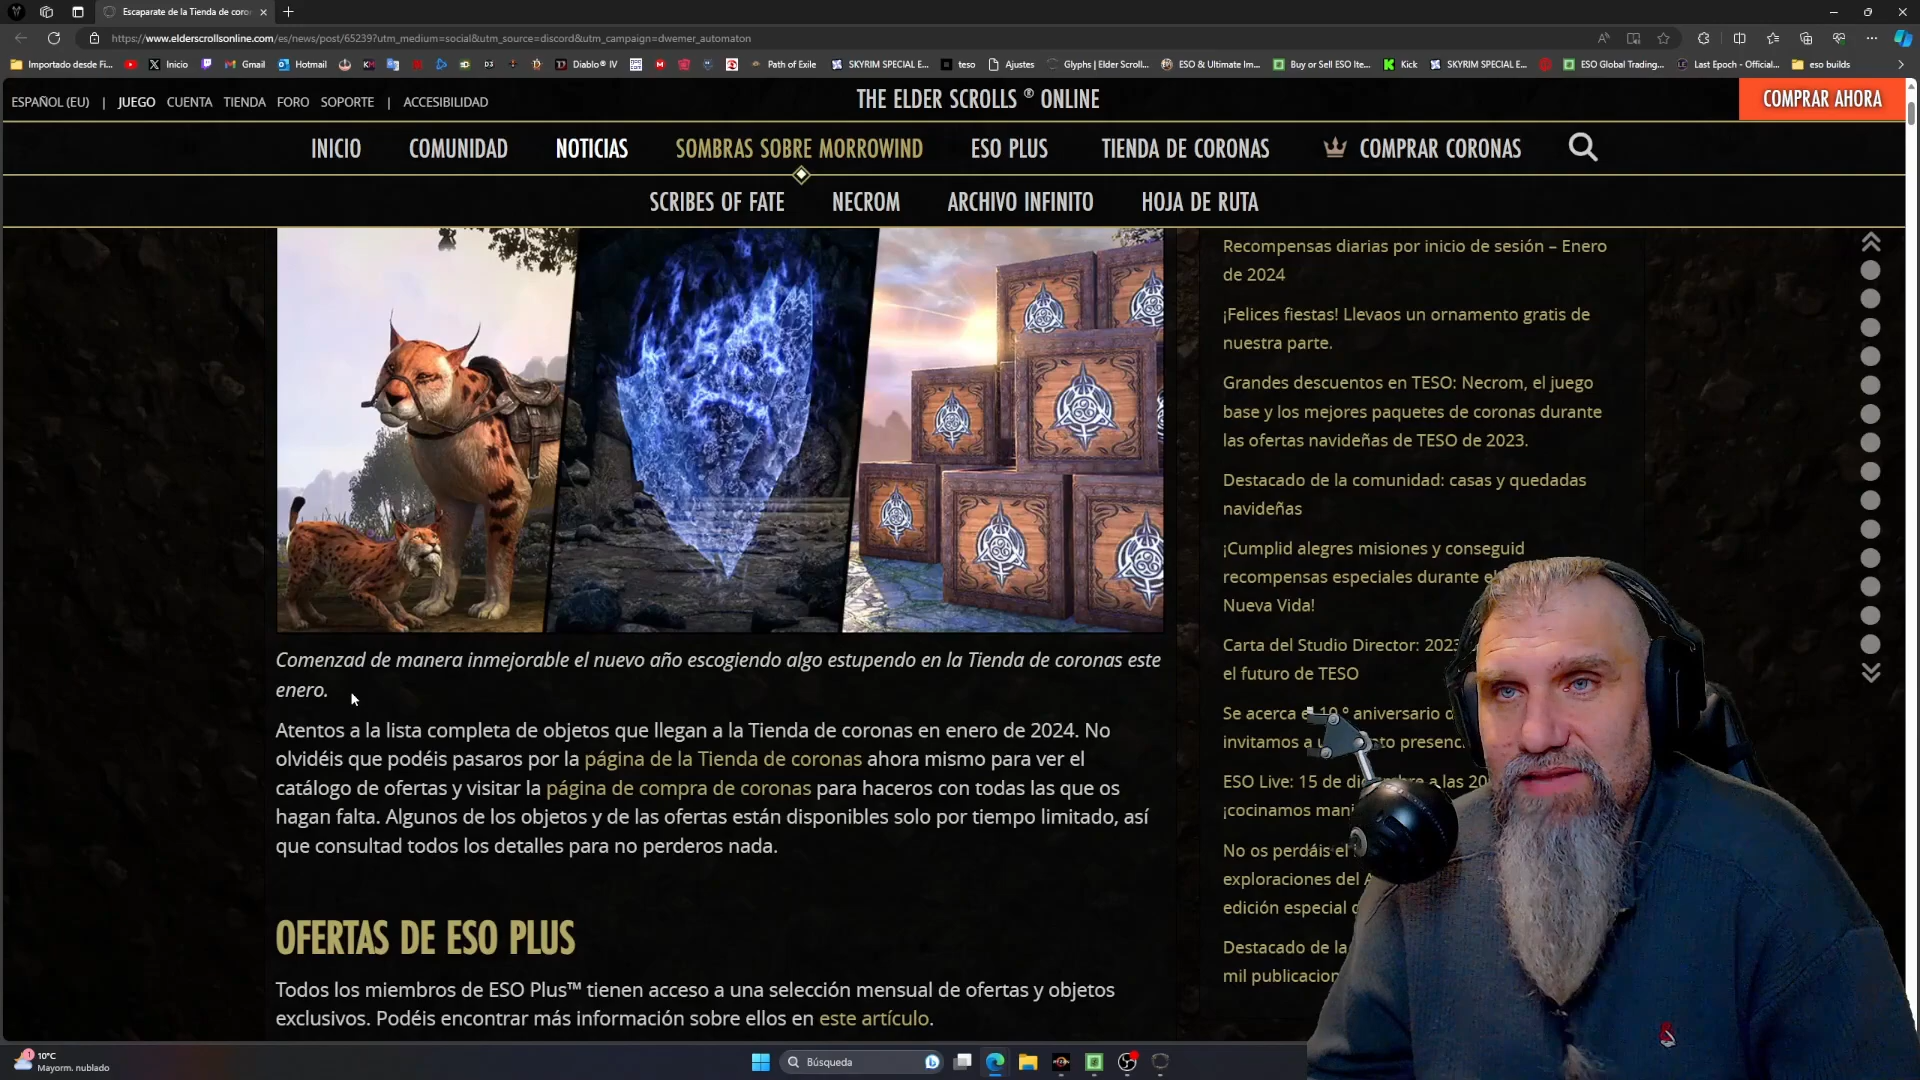 Escaparate de la Tienda de coro
https://www.elderscrollsonline.com/es/news/post/65239?utm_medium=social&utm_source=discord&utm_campaign=dwemer_automaton
Importado desde Fi... Inicio Gmail Hotmail Diablo® IV Path of Exile SKYRIM SPECIAL E... teso Ajustes Glyphs | Elder Scroll... ESO & Ultimate Im... Buy or Sell ESO Ite... Kick SKYRIM SPECIAL E... ESO Global Trading... Last Epoch - Official... eso builds
ESPAÑOL (EU) | JUEGO CUENTA TIENDA FORO SOPORTE | ACCESIBILIDAD
THE ELDER SCROLLS ® ONLINE
COMPRAR AHORA
INICIO COMUNIDAD NOTICIAS SOMBRAS SOBRE MORROWIND ESO PLUS TIENDA DE CORONAS COMPRAR CORONAS
SCRIBES OF FATE NECROM ARCHIVO INFINITO HOJA DE RUTA
Comenzad de manera inmejorable el nuevo año escogiendo algo estupendo en la Tienda de coronas este
enero.
Atentos a la lista completa de objetos que llegan a la Tienda de coronas en enero de 2024. No
olvidéis que podéis pasaros por la página de la Tienda de coronas ahora mismo para ver el
catálogo de ofertas y visitar la página de compra de coronas para haceros con todas las que os
hagan falta. Algunos de los objetos y de las ofertas están disponibles solo por tiempo limitado, así
que consultad todos los detalles para no perderos nada.
OFERTAS DE ESO PLUS
Todos los miembros de ESO Plus™ tienen acceso a una selección mensual de ofertas y objetos
exclusivos. Podéis encontrar más información sobre ellos en este artículo.
Recompensas diarias por inicio de sesión – Enero
de 2024
¡Felices fiestas! Llevaos un ornamento gratis de
nuestra parte.
Grandes descuentos en TESO: Necrom, el juego
base y los mejores paquetes de coronas durante
las ofertas navideñas de TESO de 2023.
Destacado de la comunidad: casas y quedadas
navideñas
¡Cumplid alegres misiones y conseguid
recompensas especiales durante el
Nueva Vida!
Carta del Studio Director: 2023
el futuro de TESO
Se acerca e 10.º aniversario d
invitamos a u to presenc
ESO Live: 15 de di e a las 20
¡cocinamos man
No os perdáis el
exploraciones del A
edición especial d
Destacado de la
mil publicacion
10°C
Mayorm. nublado
Búsqueda